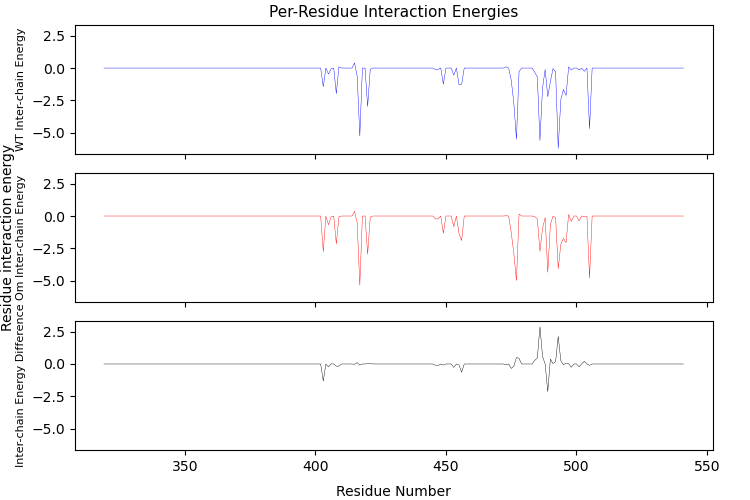 Per-Residue Interaction Energies
Residue interaction energy
WT Inter-chain Energy
2.5
0.0
−2.5
−5.0
Om Inter-chain Energy
2.5
0.0
−2.5
−5.0
Inter-chain Energy Difference
2.5
0.0
−2.5
−5.0
350 400 450 500 550
Residue Number